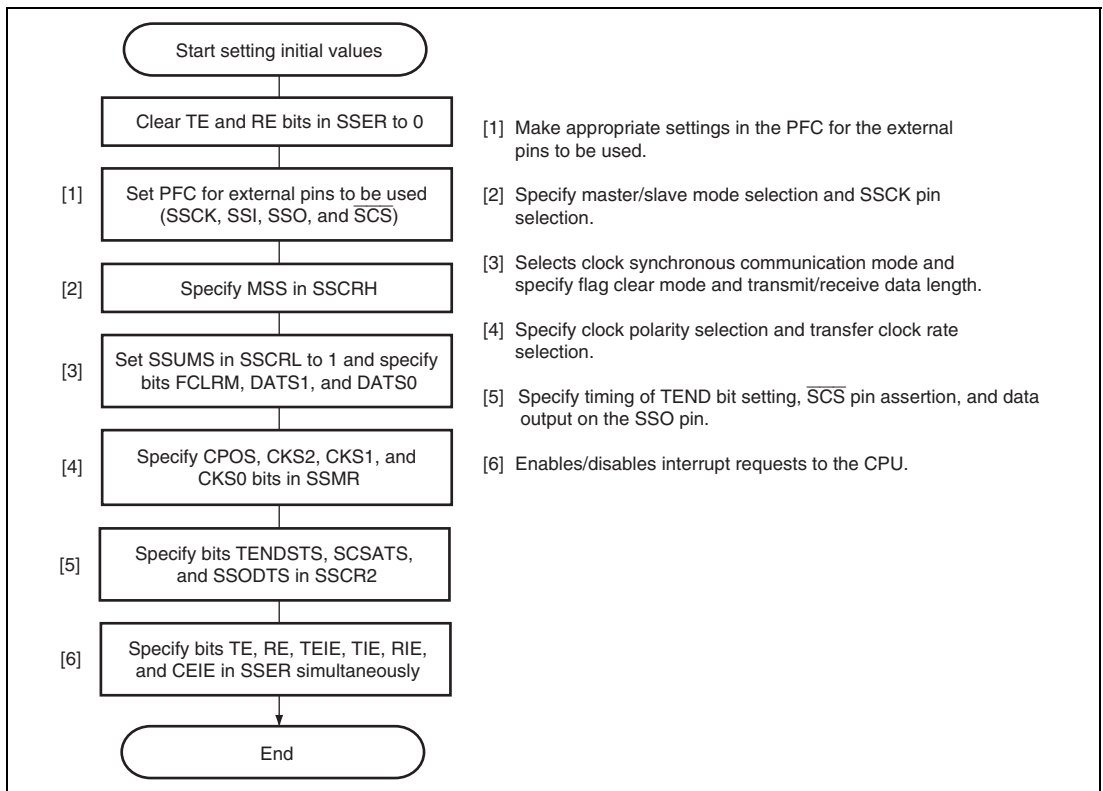 Start setting initial values
Clear TE and RE bits in SSER to 0
[1]
Set PFC for external pins to be used
(SSCK, SSI, SSO, and S̅C̅S̅)
[2]
Specify MSS in SSCRH
[3]
Set SSUMS in SSCRL to 1 and specify
bits FCLRM, DATS1, and DATS0
[4]
Specify CPOS, CKS2, CKS1, and
CKS0 bits in SSMR
[5]
Specify bits TENDSTS, SCSATS,
and SSODTS in SSCR2
[6]
Specify bits TE, RE, TEIE, TIE, RIE,
and CEIE in SSER simultaneously
End
[1] Make appropriate settings in the PFC for the external
pins to be used.
[2] Specify master/slave mode selection and SSCK pin
selection.
[3] Selects clock synchronous communication mode and
specify flag clear mode and transmit/receive data length.
[4] Specify clock polarity selection and transfer clock rate
selection.
[5] Specify timing of TEND bit setting, S̅C̅S̅ pin assertion, and data
output on the SSO pin.
[6] Enables/disables interrupt requests to the CPU.